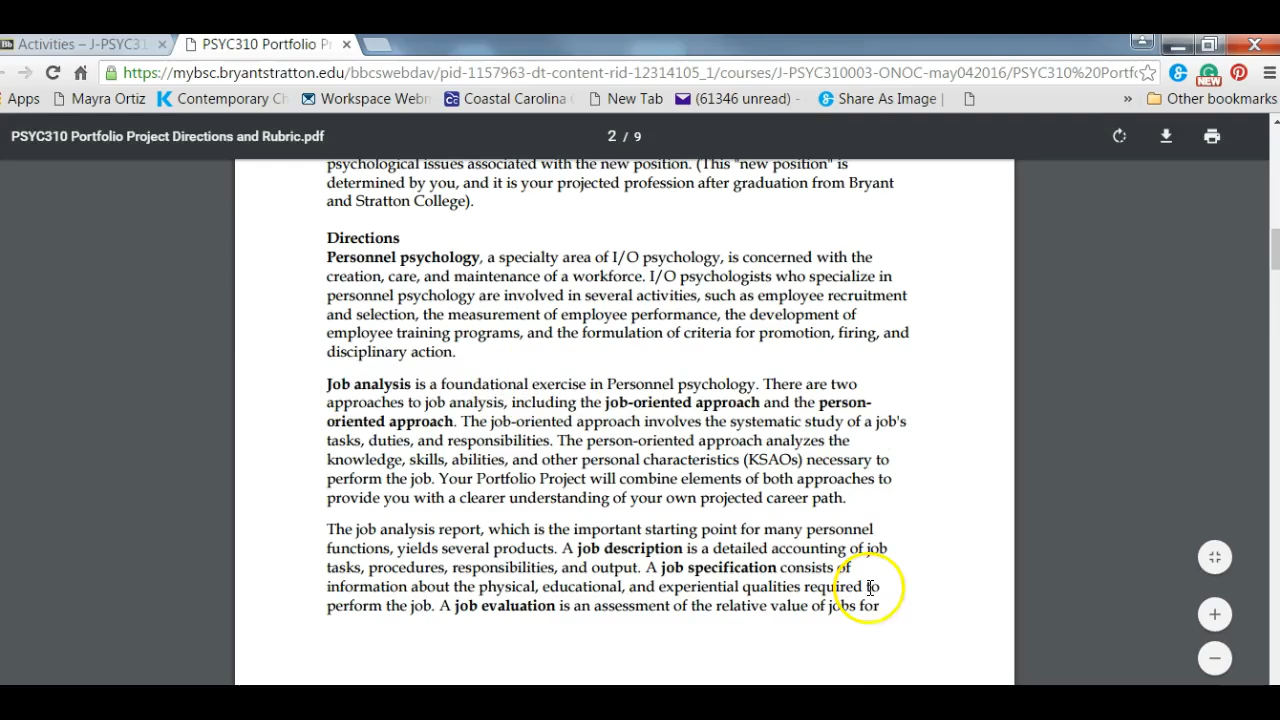 Activities – J-PSYC31
PSYC310 Portfolio P
https://mybsc.bryantstratton.edu/bbcswebdav/pid-1157963-dt-content-rid-12314105_1/courses/J-PSYC310003-ONOC-may042016/PSYC310%20Portfo
Apps Mayra Ortiz Contemporary Ch Workspace Webm Coastal Carolina New Tab (61346 unread) - Share As Image | » Other bookmarks
NEW
PSYC310 Portfolio Project Directions and Rubric.pdf 2 / 9
psychological issues associated with the new position. (This "new position" is
determined by you, and it is your projected profession after graduation from Bryant
and Stratton College).
Directions
Personnel psychology, a specialty area of I/O psychology, is concerned with the
creation, care, and maintenance of a workforce. I/O psychologists who specialize in
personnel psychology are involved in several activities, such as employee recruitment
and selection, the measurement of employee performance, the development of
employee training programs, and the formulation of criteria for promotion, firing, and
disciplinary action.
Job analysis is a foundational exercise in Personnel psychology. There are two
approaches to job analysis, including the job-oriented approach and the person-
oriented approach. The job-oriented approach involves the systematic study of a job's
tasks, duties, and responsibilities. The person-oriented approach analyzes the
knowledge, skills, abilities, and other personal characteristics (KSAOs) necessary to
perform the job. Your Portfolio Project will combine elements of both approaches to
provide you with a clearer understanding of your own projected career path.
The job analysis report, which is the important starting point for many personnel
functions, yields several products. A job description is a detailed accounting of job
tasks, procedures, responsibilities, and output. A job specification consists of
information about the physical, educational, and experiential qualities required to
perform the job. A job evaluation is an assessment of the relative value of jobs for